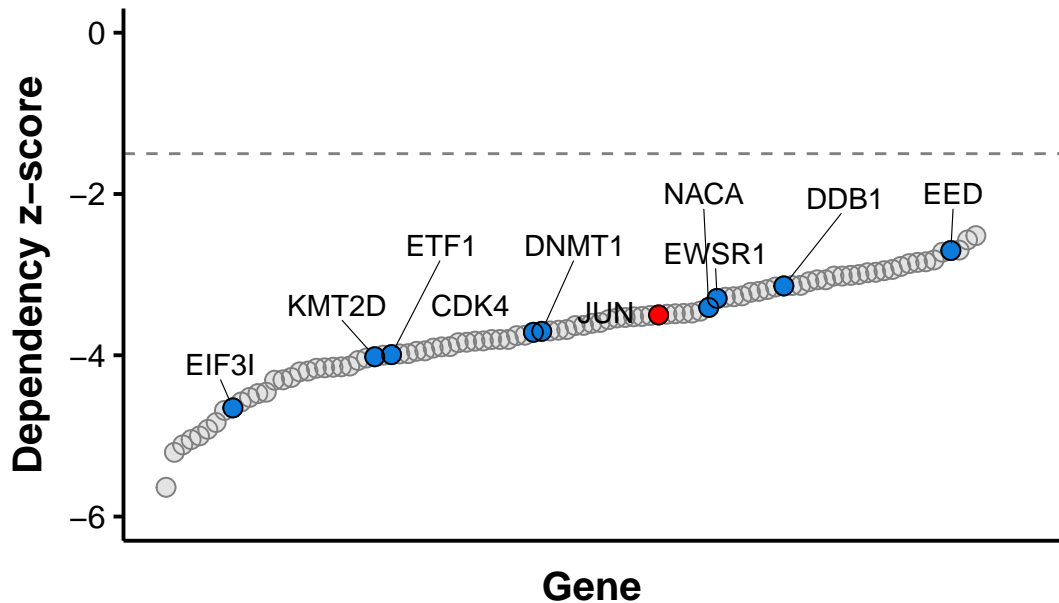 0
−2
−4
−6
Dependency z−score
NACA
DDB1
EED
ETF1
DNMT1
EWSR1
KMT2D
CDK4
JUN
EIF3I
Gene